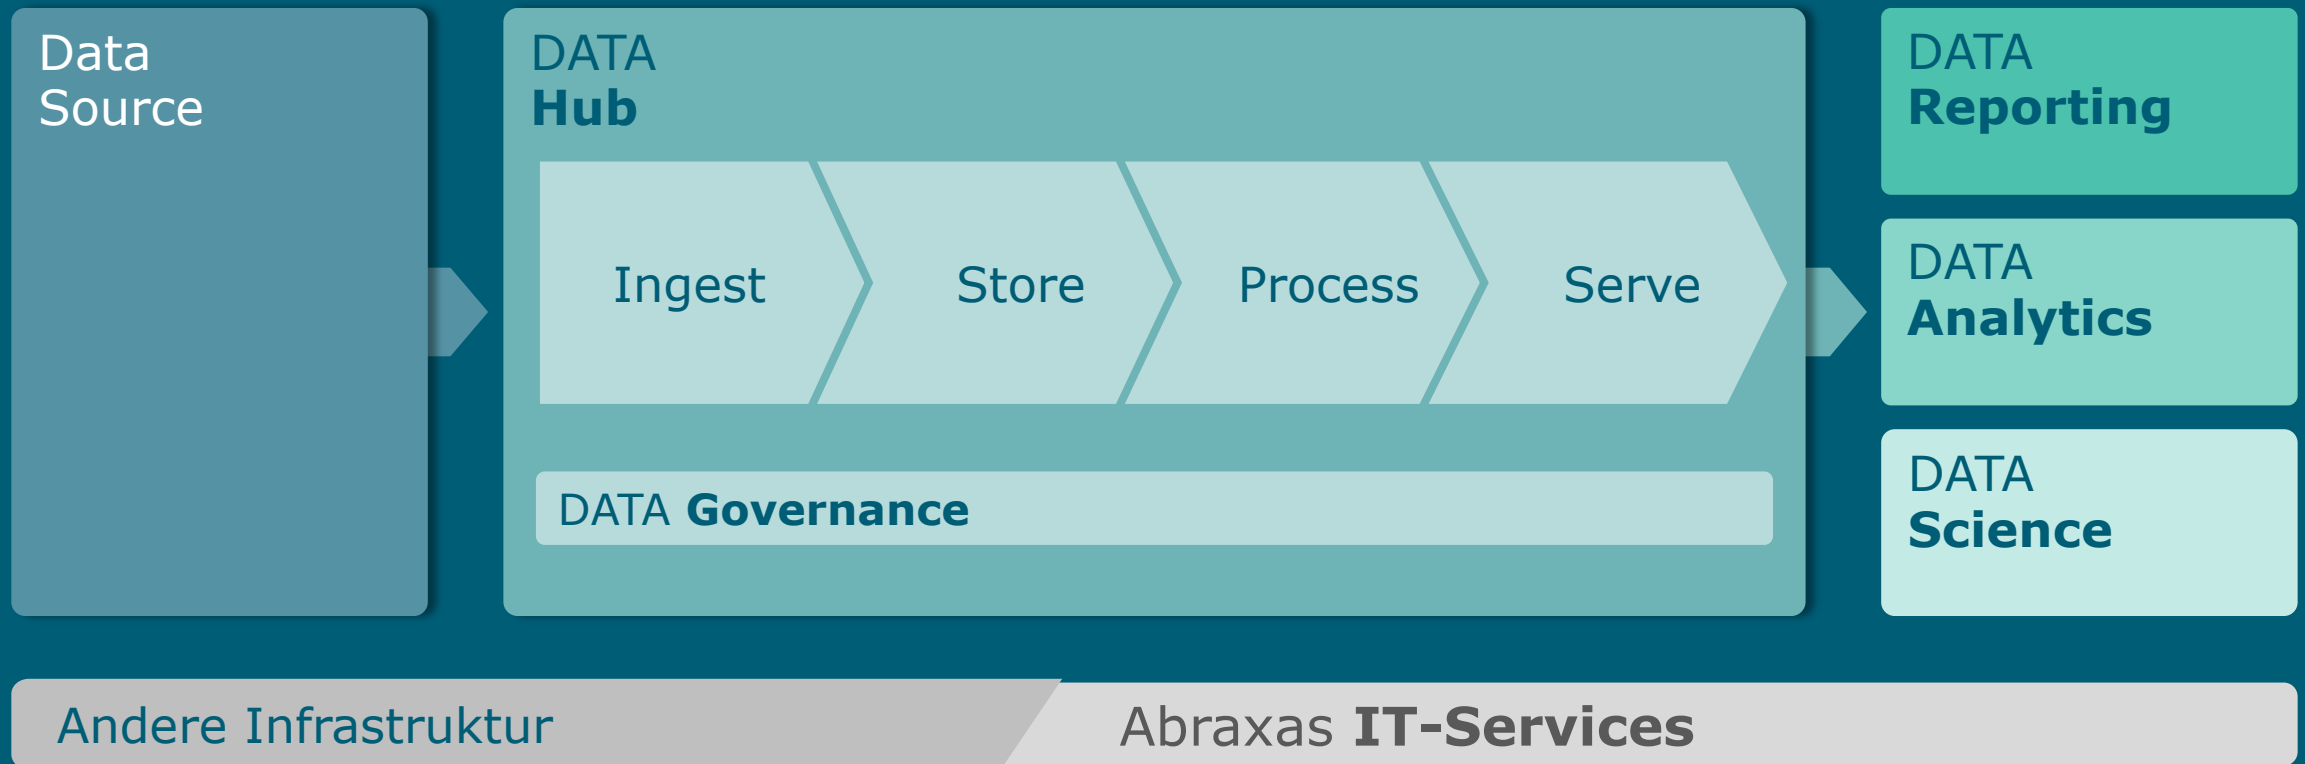 Data
Source
DATA
Hub
Ingest
Store
Process
Serve
DATA Governance
DATA
Reporting
DATA
Analytics
DATA
Science
Andere Infrastruktur
Abraxas IT-Services